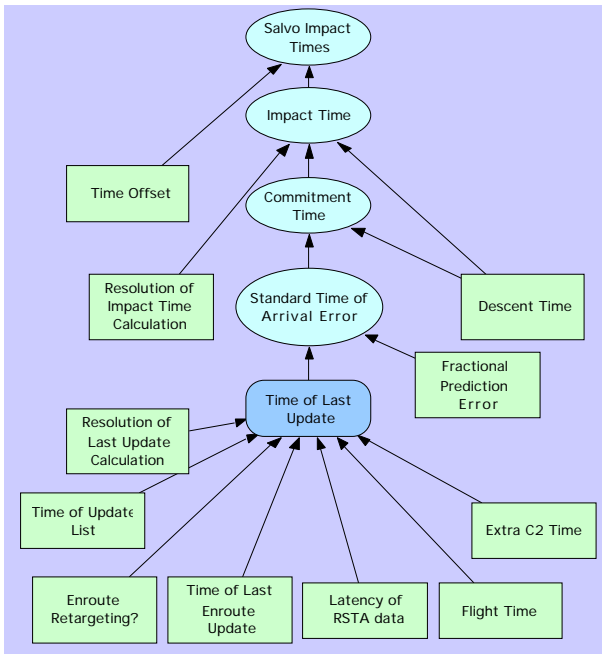 Salvo Impact
Times
Impact Time
Time Offset
Commitment
Time
Resolution of
Impact Time
Calculation
Standard Time of
Arrival Error
Descent Time
Fractional
Prediction
Error
Time of Last
Update
Resolution of
Last Update
Calculation
Time of Update
List
Extra C2 Time
Enroute
Retargeting?
Time of Last
Enroute
Update
Latency of
RSTA data
Flight Time